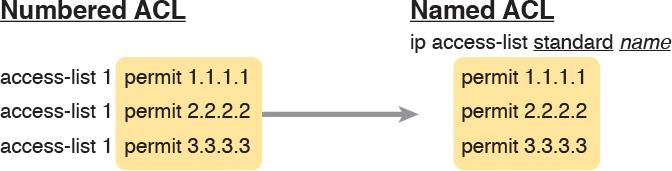 Numbered ACL
access-list 1 permit 1.1.1.1
access-list 1 permit 2.2.2.2
access-list 1 permit 3.3.3.3
Named ACL
ip access-list standard name
permit 1.1.1.1
permit 2.2.2.2
permit 3.3.3.3